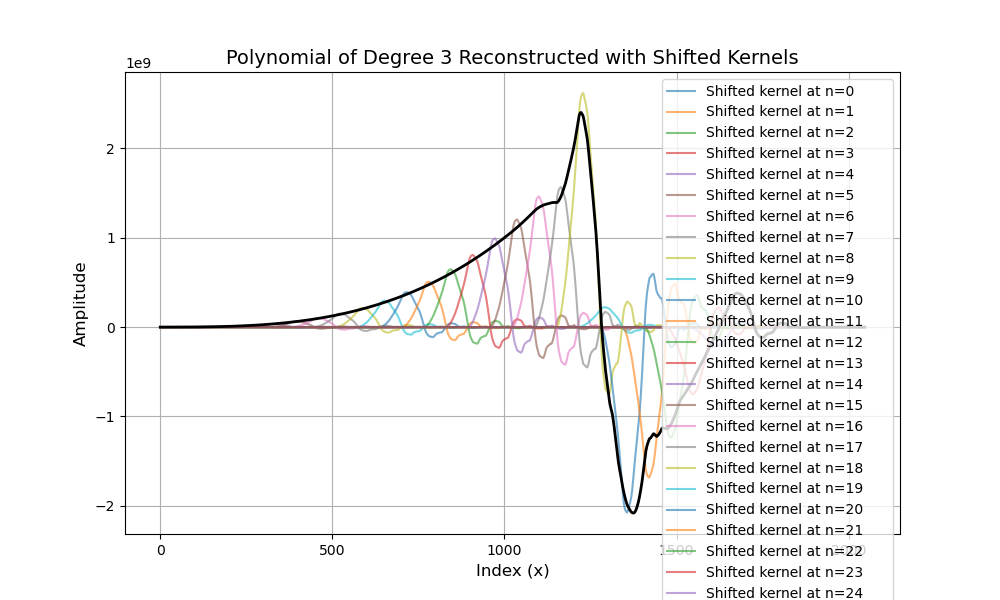 Polynomial of Degree 3 Reconstructed with Shifted Kernels
1e9
2
1
0
−1
−2
Amplitude
0
500
1000
1500
2000
Index (x)
Shifted kernel at n=0
Shifted kernel at n=1
Shifted kernel at n=2
Shifted kernel at n=3
Shifted kernel at n=4
Shifted kernel at n=5
Shifted kernel at n=6
Shifted kernel at n=7
Shifted kernel at n=8
Shifted kernel at n=9
Shifted kernel at n=10
Shifted kernel at n=11
Shifted kernel at n=12
Shifted kernel at n=13
Shifted kernel at n=14
Shifted kernel at n=15
Shifted kernel at n=16
Shifted kernel at n=17
Shifted kernel at n=18
Shifted kernel at n=19
Shifted kernel at n=20
Shifted kernel at n=21
Shifted kernel at n=22
Shifted kernel at n=23
Shifted kernel at n=24